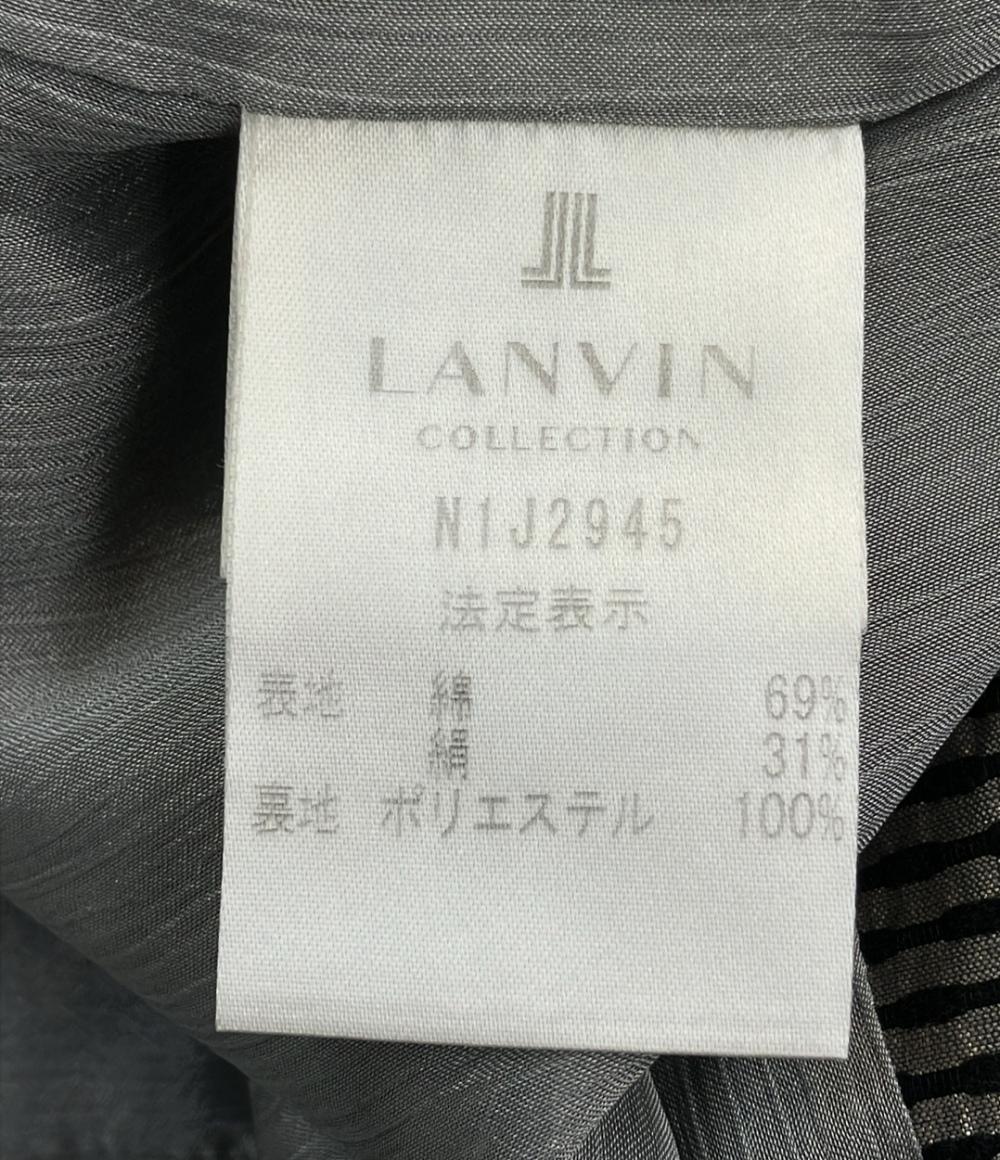 LANVIN
COLLECTION
N1J2945
法定表示
表地 綿 69%
絹 31%
裏地 ポリエステル 100%